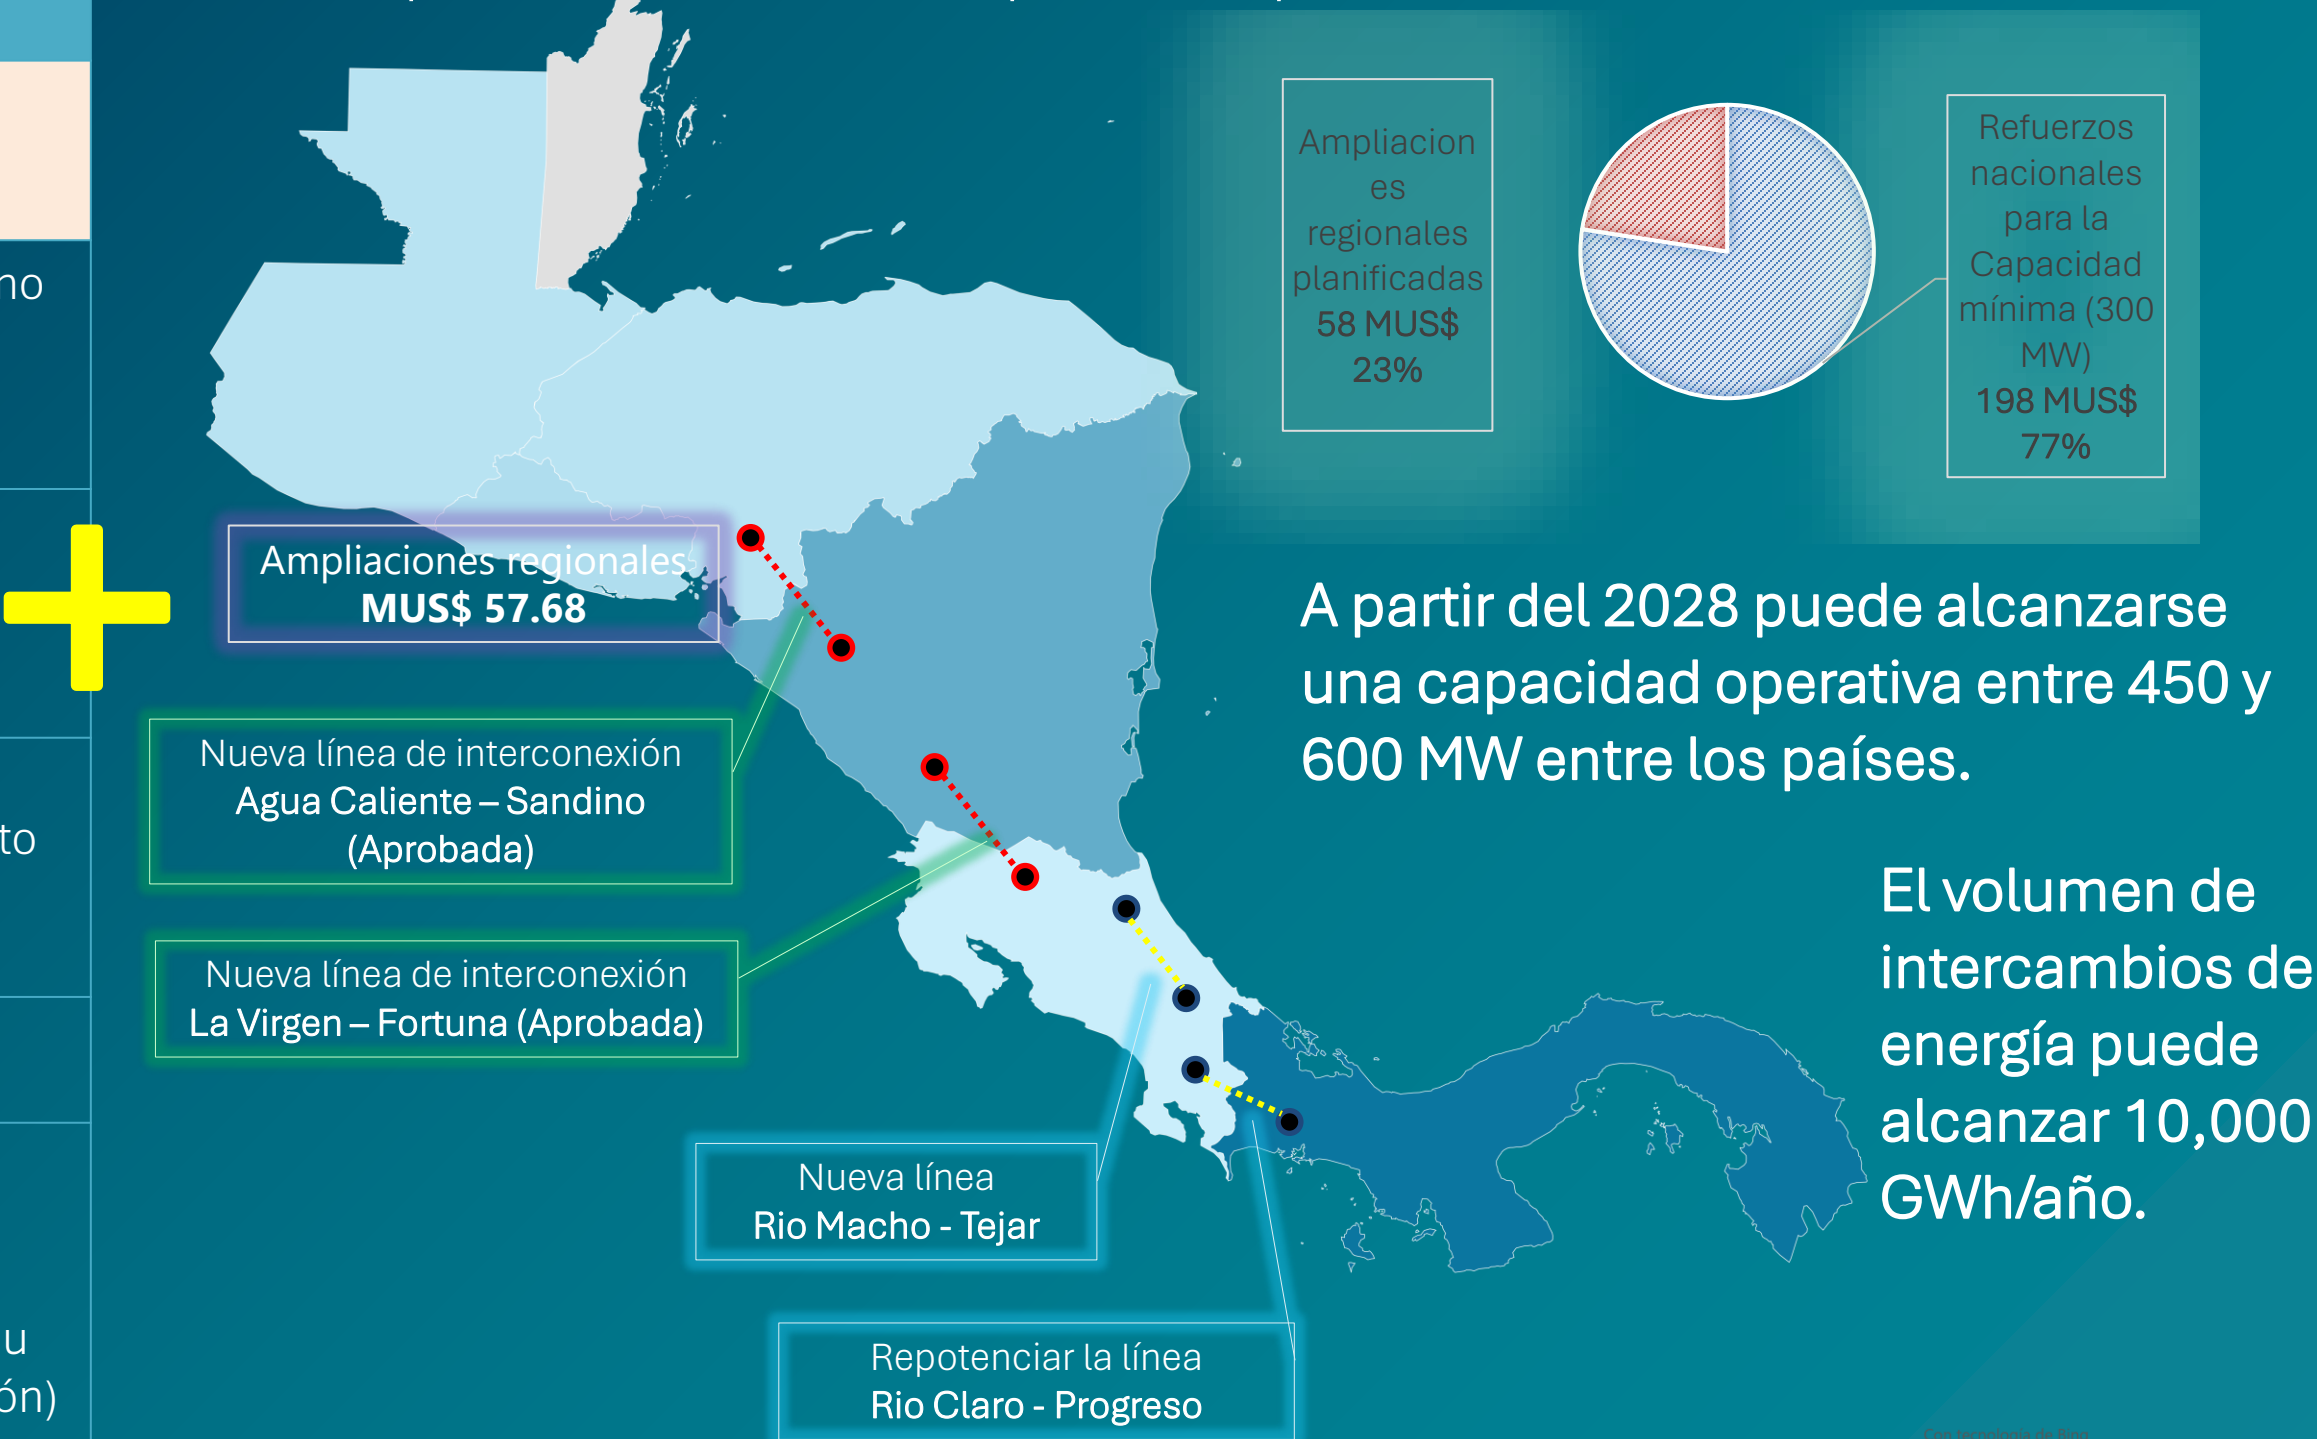 no
to
u
ón)
Ampliaciones regionales
MUS$ 57.68
Nueva línea de interconexión
Agua Caliente – Sandino
(Aprobada)
Nueva línea de interconexión
La Virgen – Fortuna (Aprobada)
Nueva línea
Rio Macho - Tejar
Repotenciar la línea
Rio Claro - Progreso
Ampliacion
es
regionales
planificadas
58 MUS$
23%
Refuerzos
nacionales
para la
Capacidad
mínima (300
MW)
198 MUS$
77%
A partir del 2028 puede alcanzarse
una capacidad operativa entre 450 y
600 MW entre los países.
El volumen de
intercambios de
energía puede
alcanzar 10,000
GWh/año.
Con tecnología de Bing